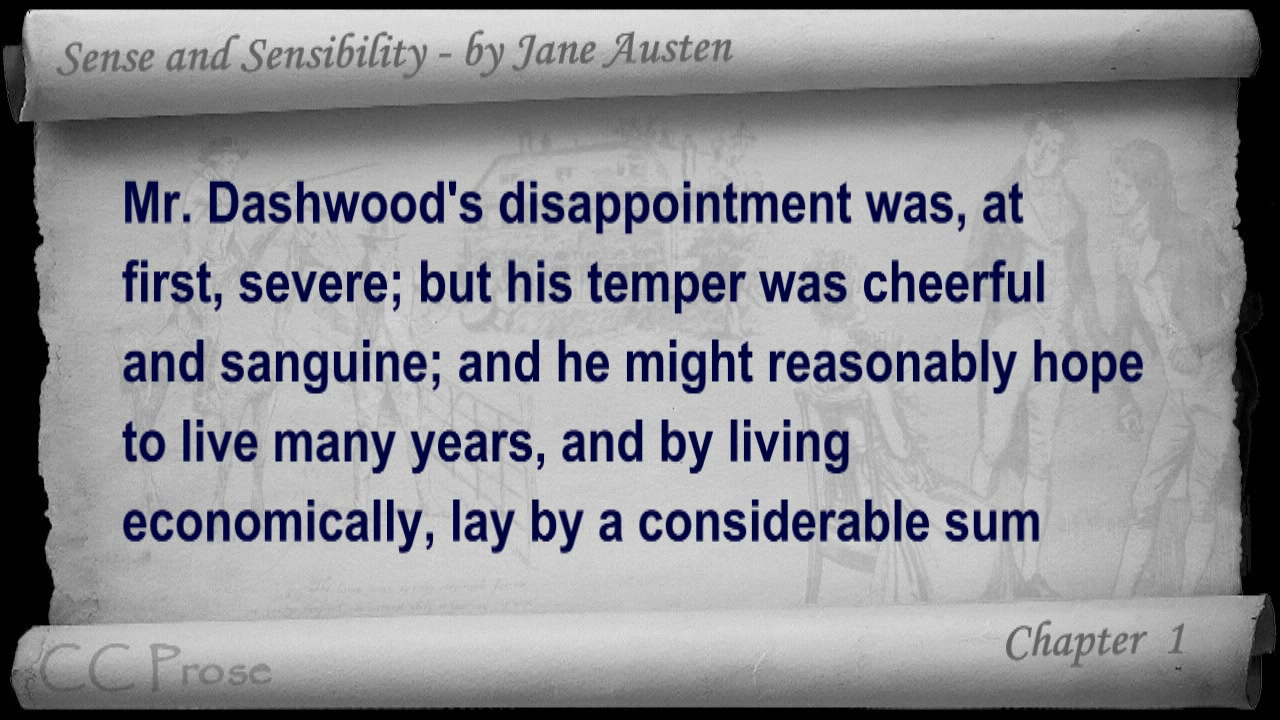 Sense and Sensibility - by Jane Austen
Mr. Dashwood's disappointment was, at
first, severe; but his temper was cheerful
and sanguine; and he might reasonably hope
to live many years, and by living
economically, lay by a considerable sum
Chapter 1
CC Prose